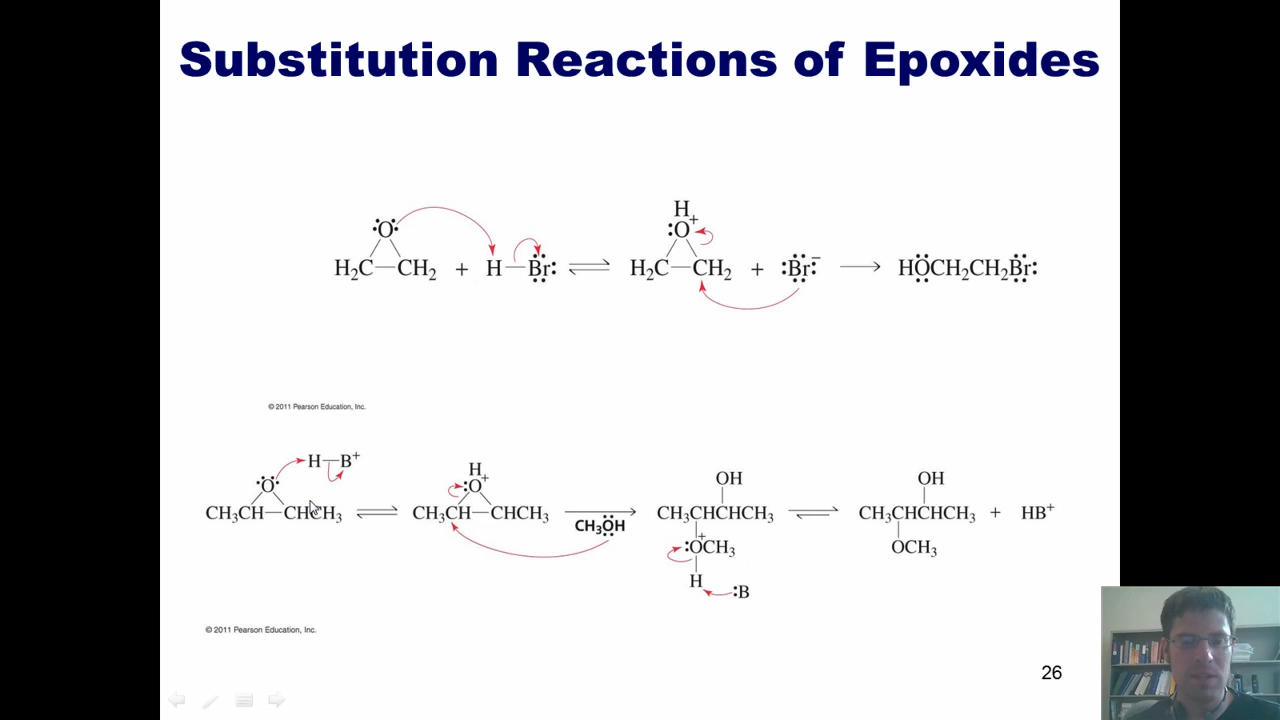 Substitution Reactions of Epoxides
H
:O: H₂C—CH₂ + H—Br: ⇌ :O+ H₂C—CH₂ + :Br:⁻ → HOCH₂CH₂Br:
© 2011 Pearson Education, Inc.
H—B⁺ H OH OH
:O: :O+
CH₃CH—CHCH₃ ⇌ CH₃CH—CHCH₃ → CH₃CHCHCH₃ ⇌ CH₃CHCHCH₃ + HB⁺
CH₃OH
:O+CH₃ OCH₃
H :B
© 2011 Pearson Education, Inc.
26